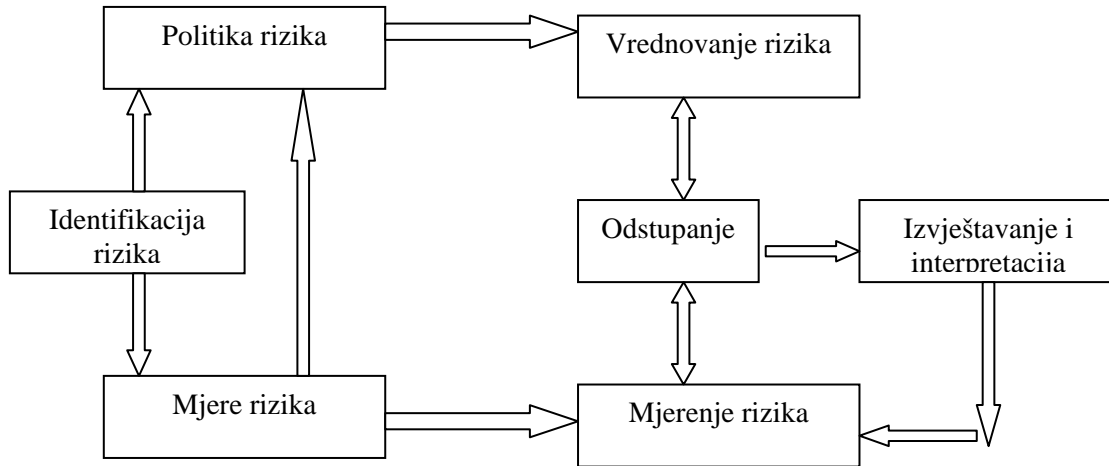 Politika rizika
Vrednovanje rizika
Identifikacija
rizika
Odstupanje
Izvještavanje i
interpretacija
Mjere rizika
Mjerenje rizika